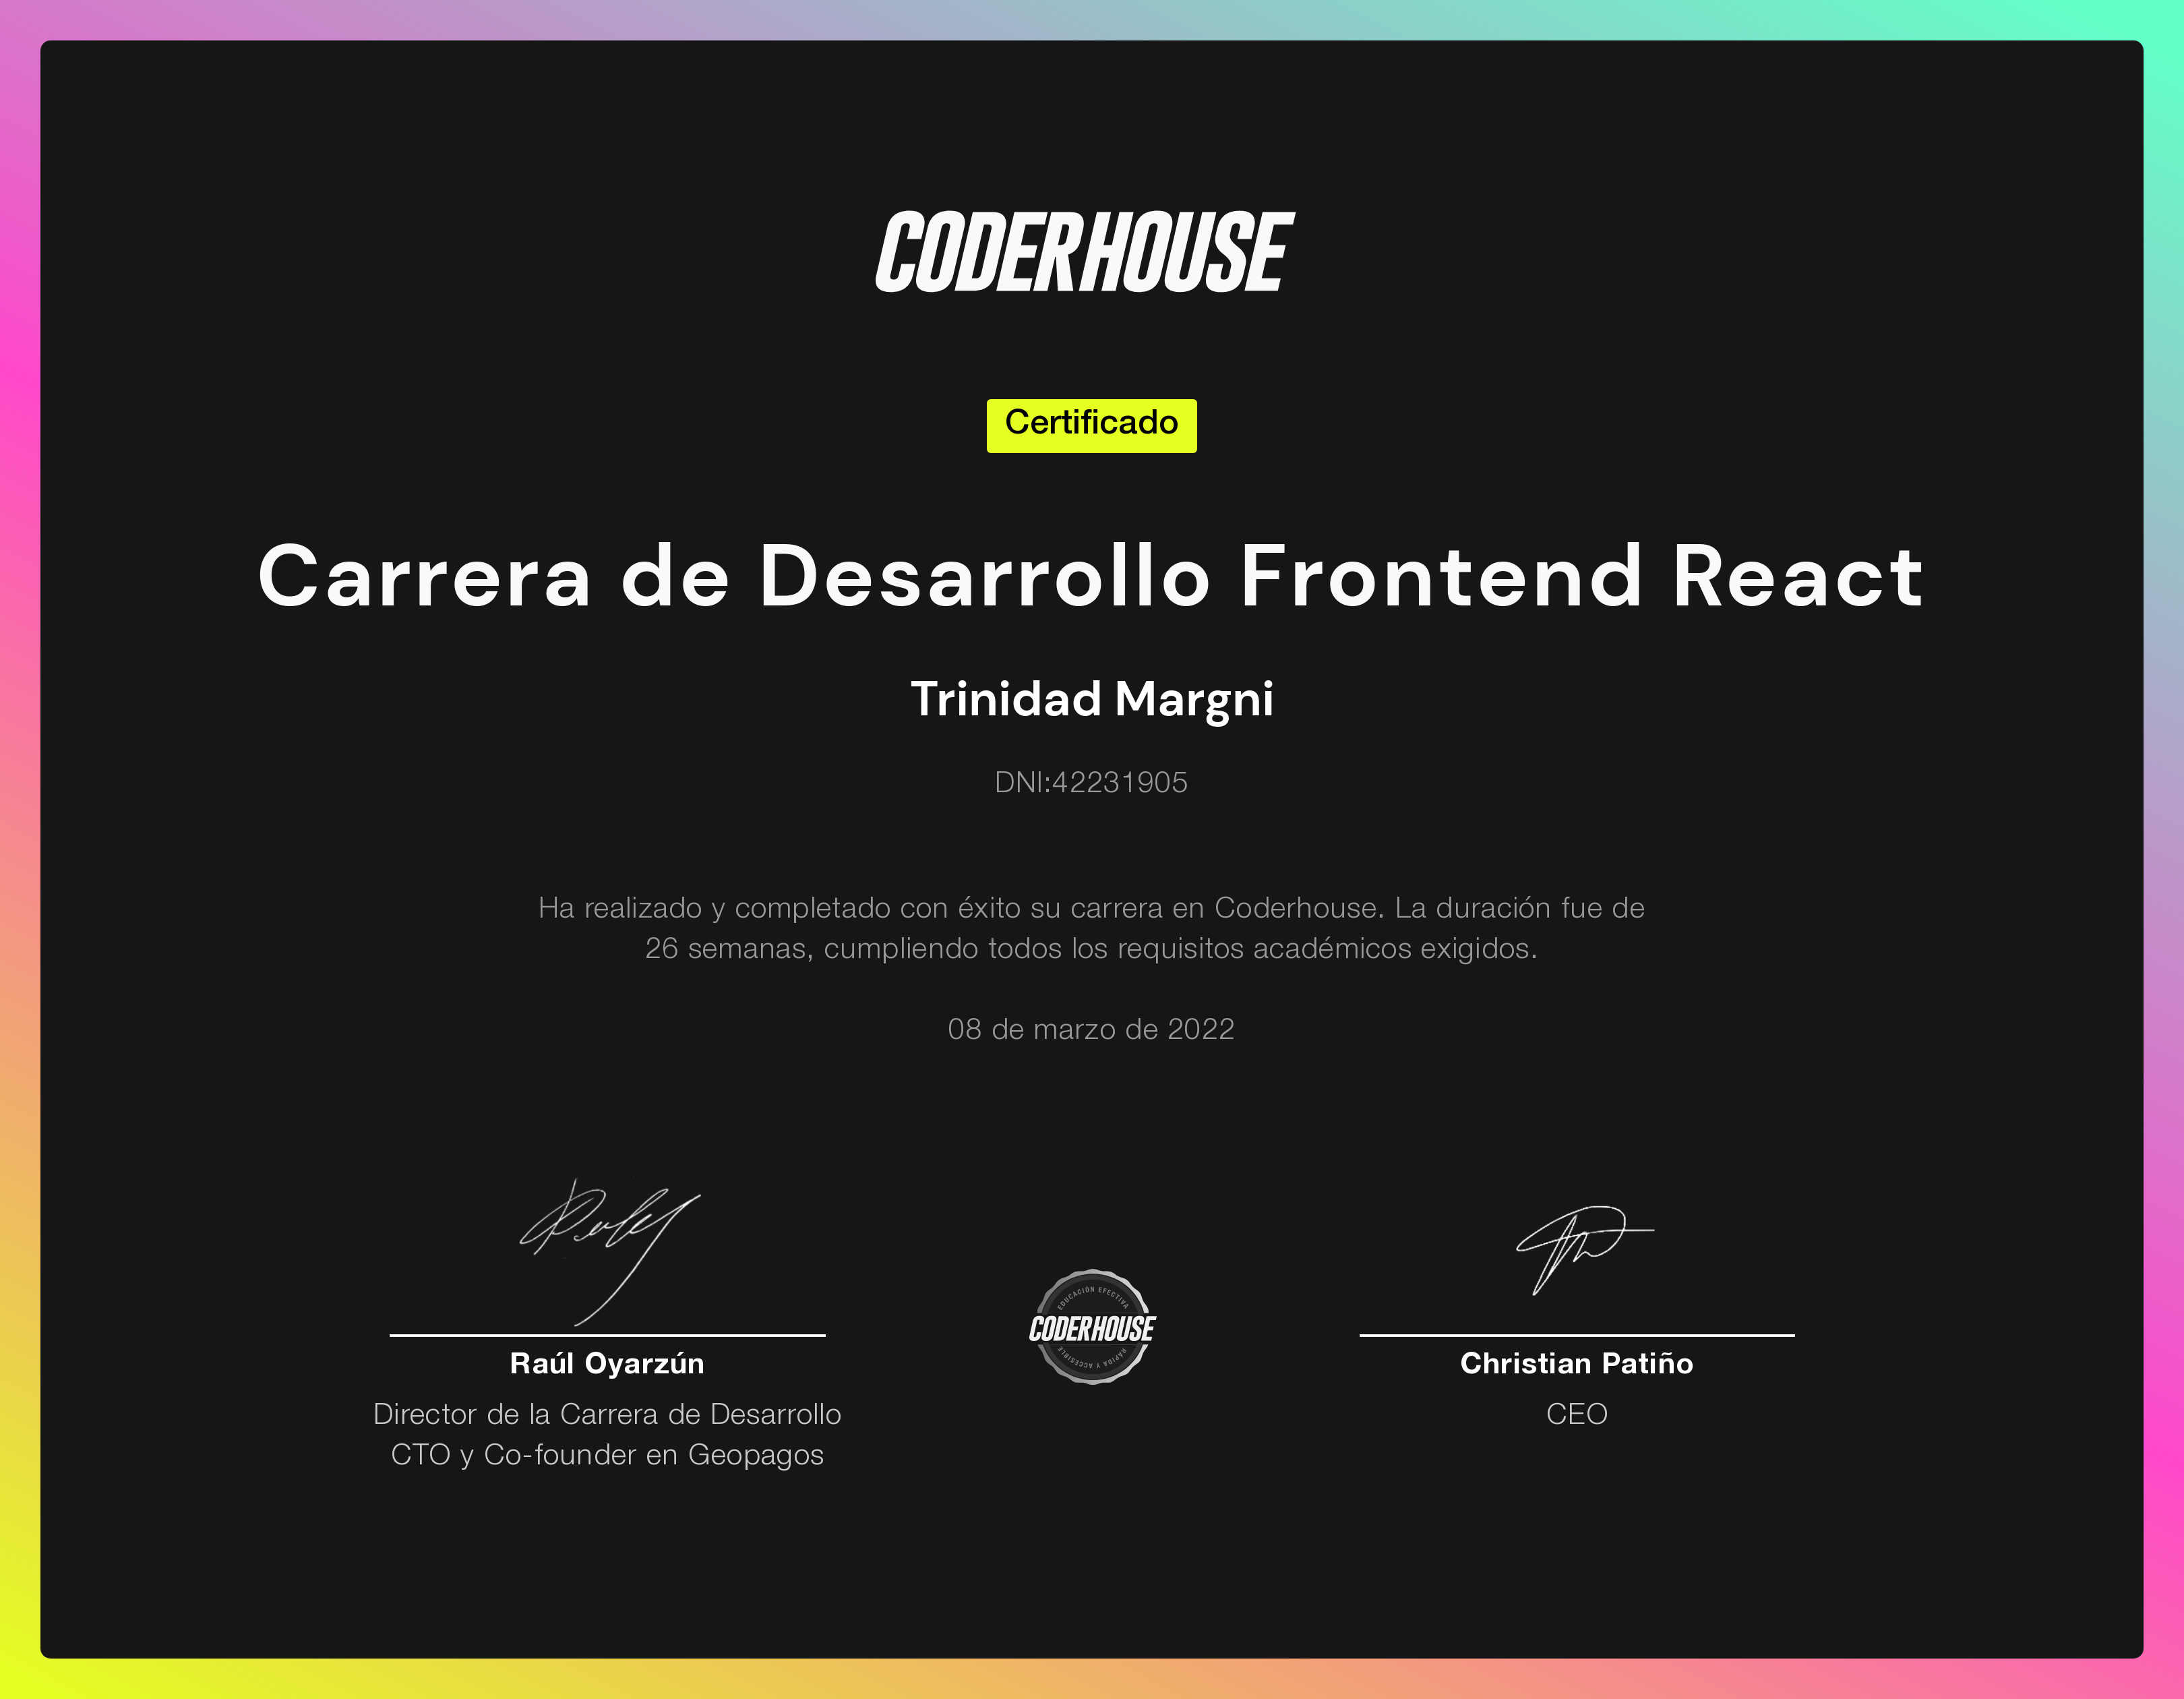 CODERHOUSE
Certificado
Carrera de Desarrollo Frontend React
Trinidad Margni
DNI:42231905
Ha realizado y completado con éxito su carrera en Coderhouse. La duración fue de
26 semanas, cumpliendo todos los requisitos académicos exigidos.
08 de marzo de 2022
EDUCACIÓN EFECTIVA
CODERHOUSE
RÁPIDA Y ACCESIBLE
Raúl Oyarzún
Director de la Carrera de Desarrollo
CTO y Co-founder en Geopagos
Christian Patiño
CEO